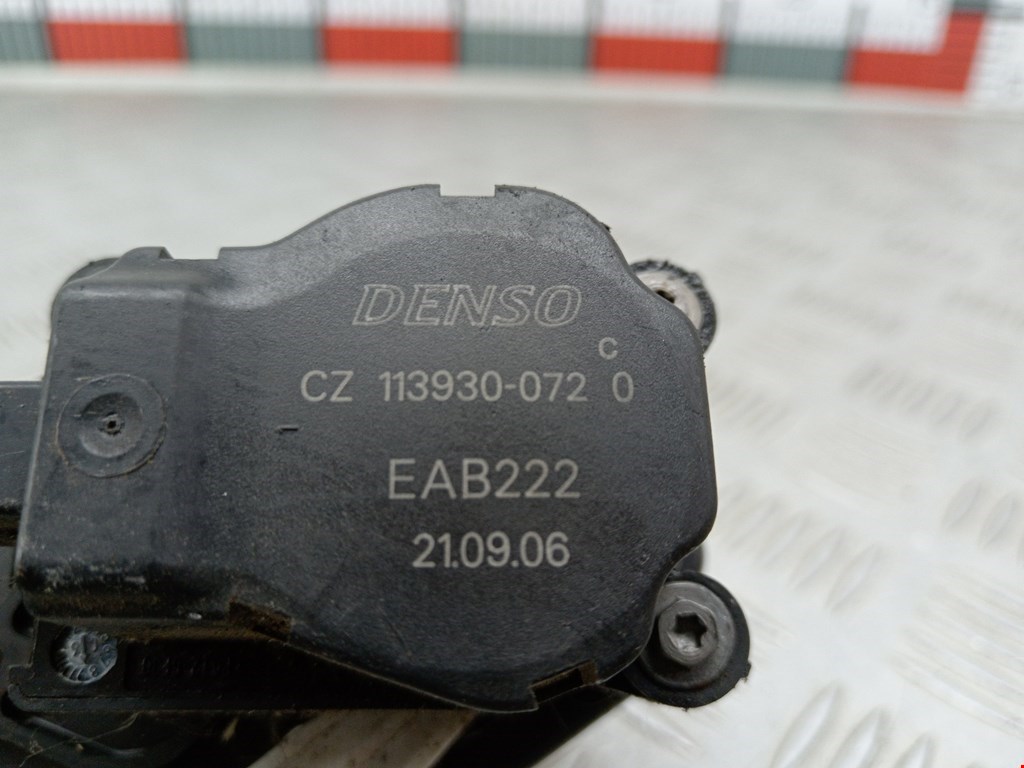 DENSO
C
CZ 113930-072 0
EAB222
21.09.06